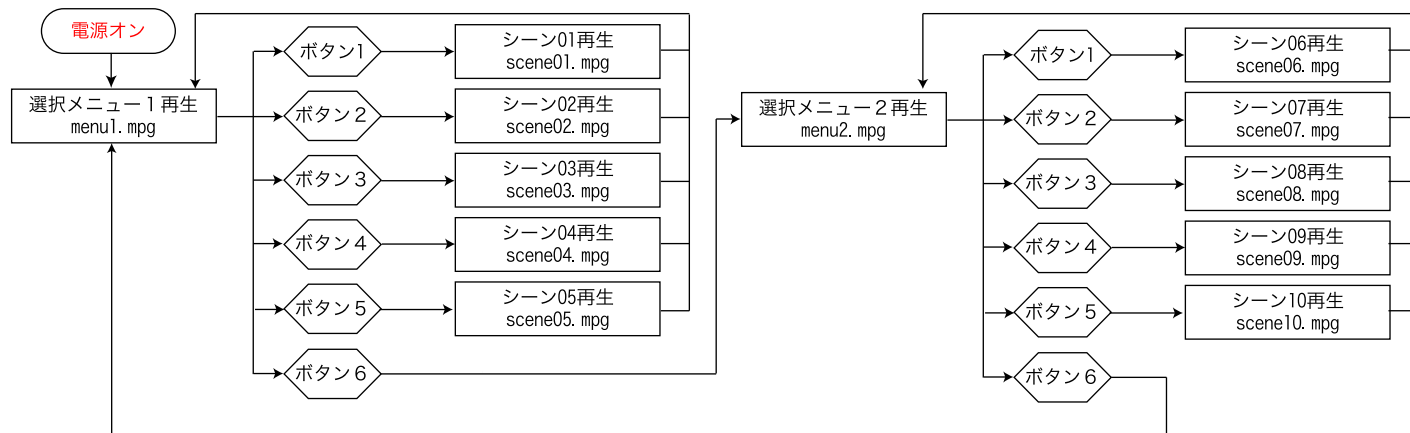 電源オン
選択メニュー１再生
menu1. mpg
ボタン1
シーン01再生
scene01. mpg
ボタン２
シーン02再生
scene02. mpg
ボタン３
シーン03再生
scene03. mpg
ボタン４
シーン04再生
scene04. mpg
ボタン５
シーン05再生
scene05. mpg
ボタン６
選択メニュー２再生
menu2. mpg
ボタン1
シーン06再生
scene06. mpg
ボタン２
シーン07再生
scene07. mpg
ボタン３
シーン08再生
scene08. mpg
ボタン４
シーン09再生
scene09. mpg
ボタン５
シーン10再生
scene10. mpg
ボタン６